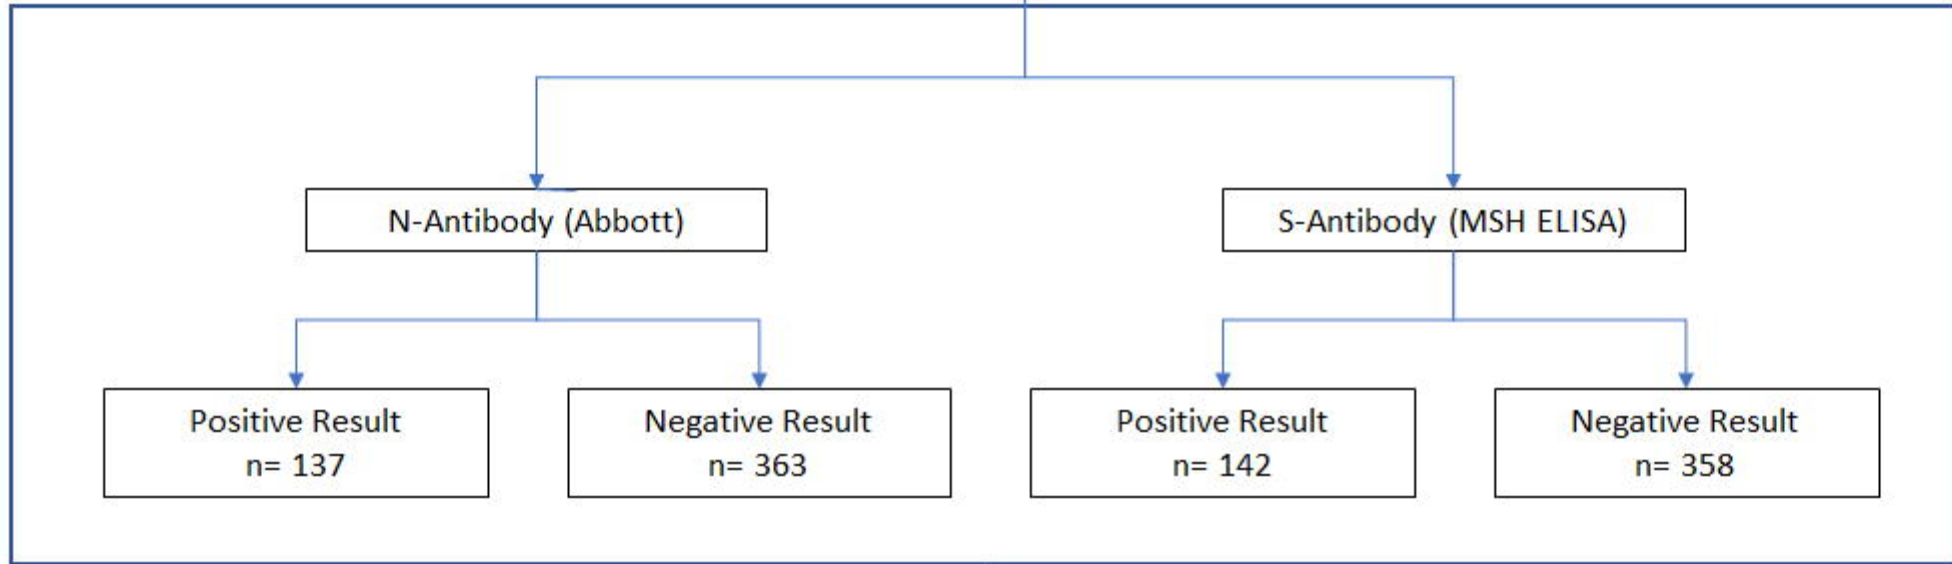 N-Antibody (Abbott)
S-Antibody (MSH ELISA)
Positive Result
n= 137
Negative Result
n= 363
Positive Result
n= 142
Negative Result
n= 358